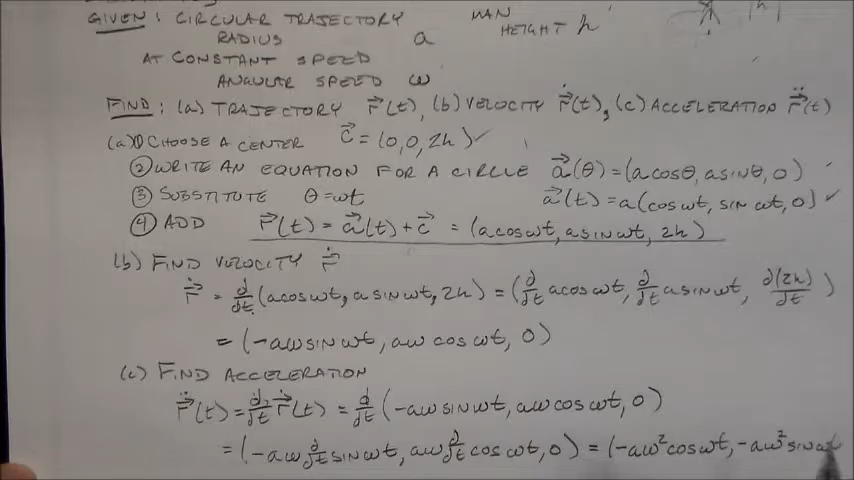 GIVEN: CIRCULAR TRAJECTORY MAN
RADIUS a HEIGHT h |h|
AT CONSTANT SPEED
ANGULAR SPEED ω
FIND: (a) TRAJECTORY r⃗(t), (b) VELOCITY ṙ⃗(t), (c) ACCELERATION r̈⃗(t)
(a) ① CHOOSE A CENTER c⃗ = (0,0,2h) ✓
② WRITE AN EQUATION FOR A CIRCLE a⃗(θ) = (a cosθ, a sinθ, 0)
③ SUBSTITUTE θ=ωt a⃗(t) = a(cos ωt, sin ωt, 0) ✓
④ ADD r⃗(t) = a⃗(t) + c⃗ = (a cos ωt, a sin ωt, 2h)
(b) FIND VELOCITY ṙ⃗
ṙ⃗ = d/dt (a cos ωt, a sin ωt, 2h) = (d/dt a cos ωt, d/dt a sin ωt, d(2h)/dt)
= (-aω sin ωt, aω cos ωt, 0)
(c) FIND ACCELERATION
r̈⃗(t) = d/dt ṙ⃗(t) = d/dt (-aω sin ωt, aω cos ωt, 0)
= (-aω d/dt sin ωt, aω d/dt cos ωt, 0) = (-aω² cos ωt, -aω² sin ωt